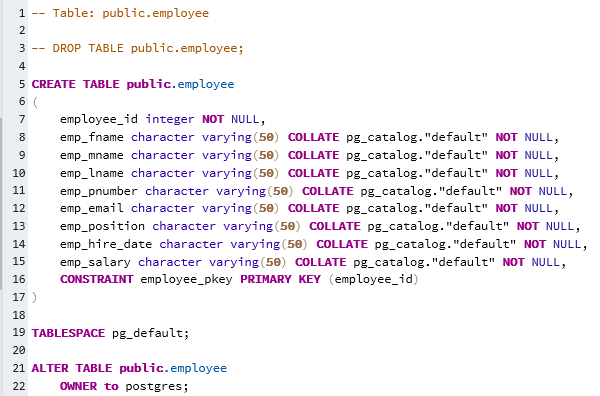 1 -- Table: public.employee
2
3 -- DROP TABLE public.employee;
4
5 CREATE TABLE public.employee
6 (
7     employee_id integer NOT NULL,
8     emp_fname character varying(50) COLLATE pg_catalog."default" NOT NULL,
9     emp_mname character varying(50) COLLATE pg_catalog."default" NOT NULL,
10     emp_lname character varying(50) COLLATE pg_catalog."default" NOT NULL,
11     emp_pnumber character varying(50) COLLATE pg_catalog."default" NOT NULL,
12     emp_email character varying(50) COLLATE pg_catalog."default" NOT NULL,
13     emp_position character varying(50) COLLATE pg_catalog."default" NOT NULL,
14     emp_hire_date character varying(50) COLLATE pg_catalog."default" NOT NULL,
15     emp_salary character varying(50) COLLATE pg_catalog."default" NOT NULL,
16     CONSTRAINT employee_pkey PRIMARY KEY (employee_id)
17 )
18
19 TABLESPACE pg_default;
20
21 ALTER TABLE public.employee
22     OWNER to postgres;